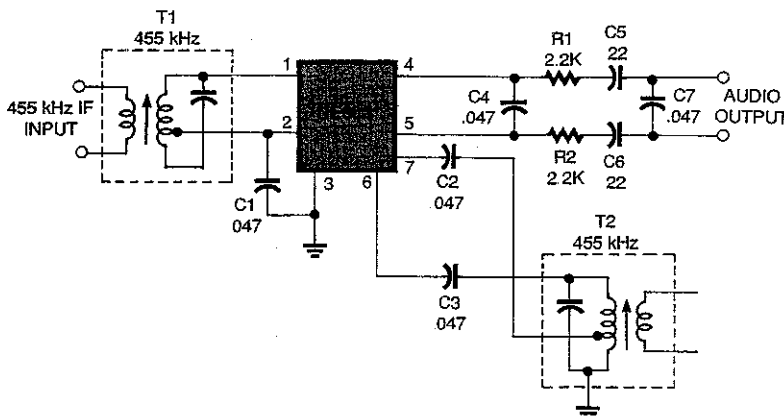 T1
455 kHz
455 kHz IF
INPUT
1
2
3
4
5
6
7
C1
.047
C2
.047
C3
.047
C4
.047
R1
2.2K
C5
22
R2
2.2K
C6
22
C7
.047
AUDIO
OUTPUT
T2
455 kHz